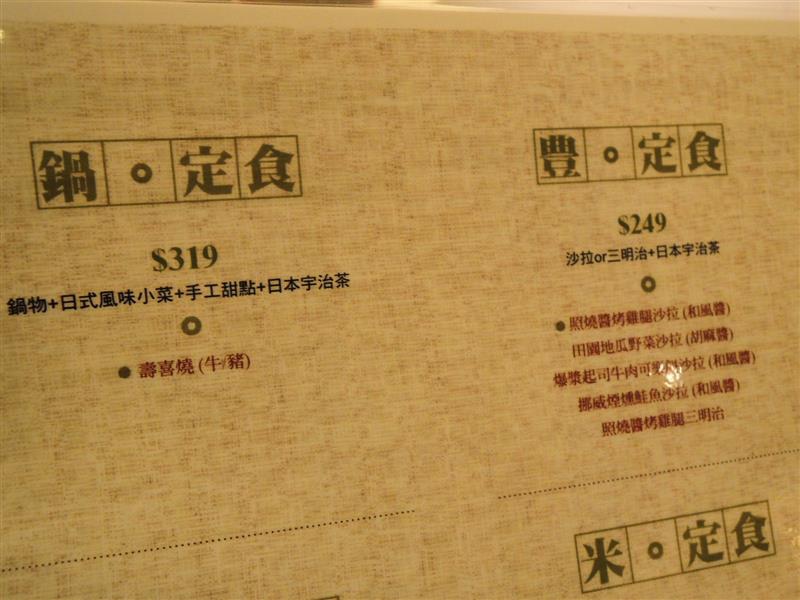 鍋。定食
$319
鍋物+日式風味小菜+手工甜點+日本宇治茶
壽喜燒(牛/豬)
豐。定食
$249
沙拉or三明治+日本宇治茶
照燒醬烤雞腿沙拉(和風醬)
田園地瓜野菜沙拉(胡麻醬)
爆漿起司牛肉可樂餅沙拉(和風醬)
挪威煙燻鮭魚沙拉(和風醬)
照燒醬烤雞腿三明治
米。定食